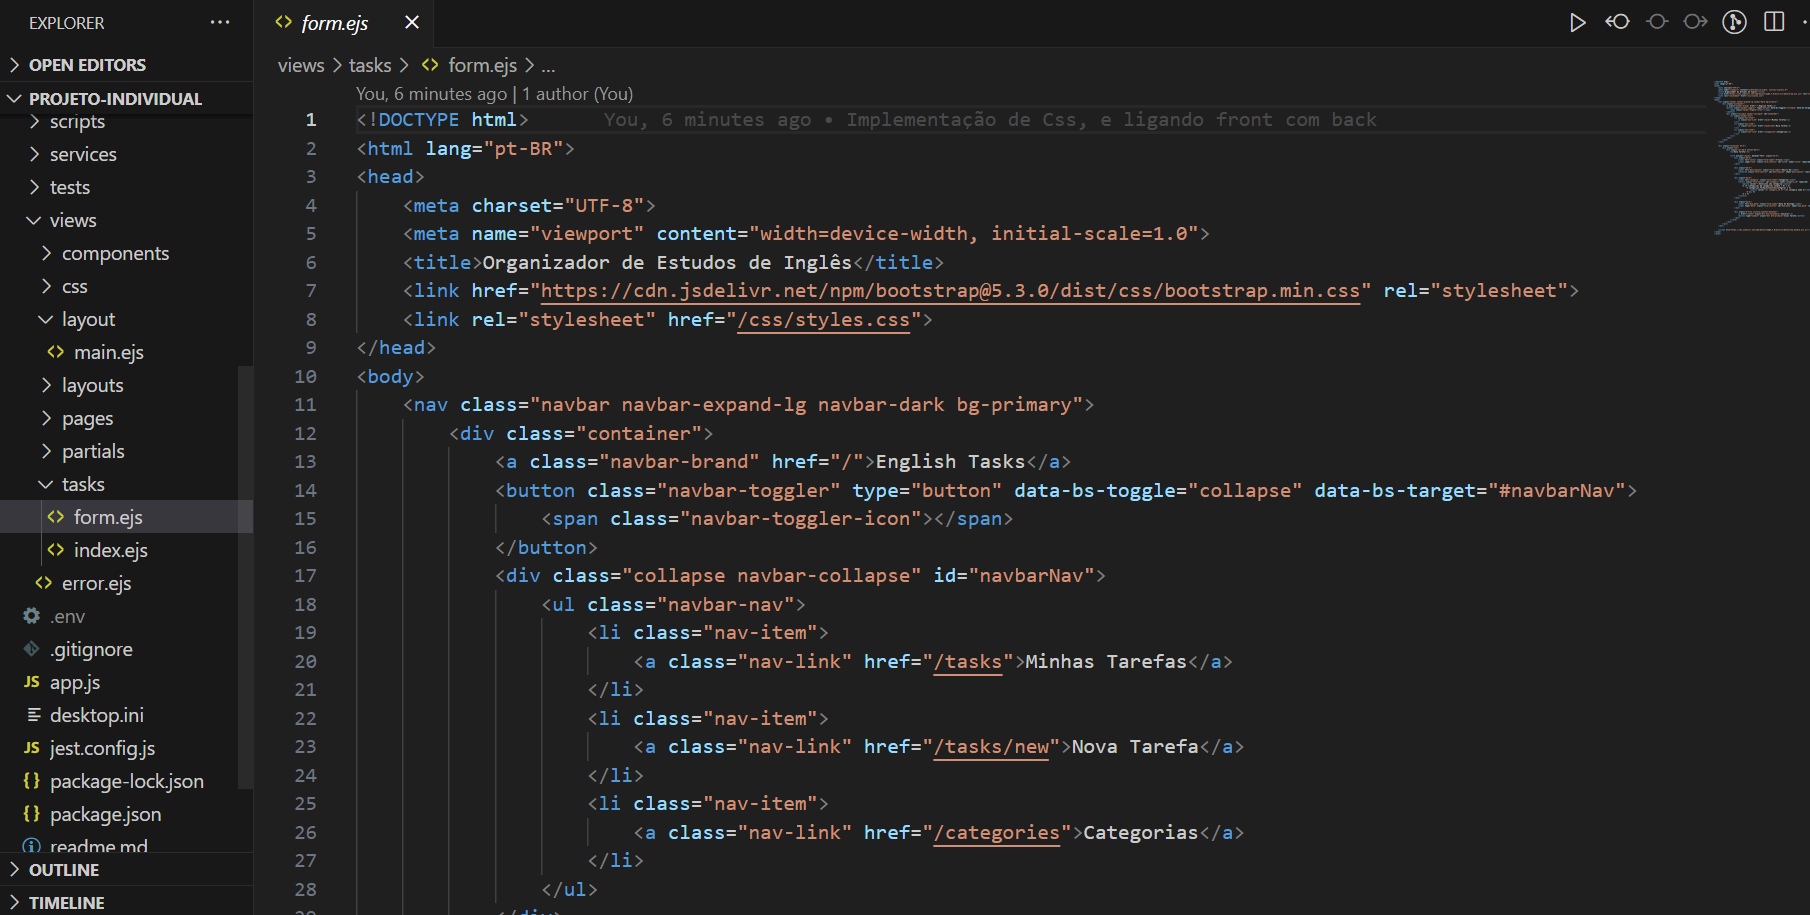 EXPLORER
OPEN EDITORS
PROJETO-INDIVIDUAL
scripts
services
tests
views
components
css
layout
main.ejs
layouts
pages
partials
tasks
form.ejs
index.ejs
error.ejs
.env
.gitignore
JS app.js
desktop.ini
JS jest.config.js
{} package-lock.json
{} package.json
readme.md
OUTLINE
TIMELINE
<> form.ejs
views > tasks > <> form.ejs > ...
You, 6 minutes ago | 1 author (You)
1 <!DOCTYPE html> You, 6 minutes ago • Implementação de Css, e ligando front com back
2 <html lang="pt-BR">
3 <head>
4 <meta charset="UTF-8">
5 <meta name="viewport" content="width=device-width, initial-scale=1.0">
6 <title>Organizador de Estudos de Inglês</title>
7 <link href="https://cdn.jsdelivr.net/npm/bootstrap@5.3.0/dist/css/bootstrap.min.css" rel="stylesheet">
8 <link rel="stylesheet" href="/css/styles.css">
9 </head>
10 <body>
11 <nav class="navbar navbar-expand-lg navbar-dark bg-primary">
12 <div class="container">
13 <a class="navbar-brand" href="/">English Tasks</a>
14 <button class="navbar-toggler" type="button" data-bs-toggle="collapse" data-bs-target="#navbarNav">
15 <span class="navbar-toggler-icon"></span>
16 </button>
17 <div class="collapse navbar-collapse" id="navbarNav">
18 <ul class="navbar-nav">
19 <li class="nav-item">
20 <a class="nav-link" href="/tasks">Minhas Tarefas</a>
21 </li>
22 <li class="nav-item">
23 <a class="nav-link" href="/tasks/new">Nova Tarefa</a>
24 </li>
25 <li class="nav-item">
26 <a class="nav-link" href="/categories">Categorias</a>
27 </li>
28 </ul>